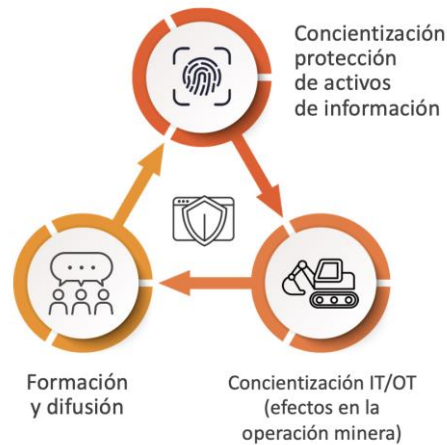 Concientización
protección
de activos
de información
Formación
y difusión
Concientización IT/OT
(efectos en la
operación minera)